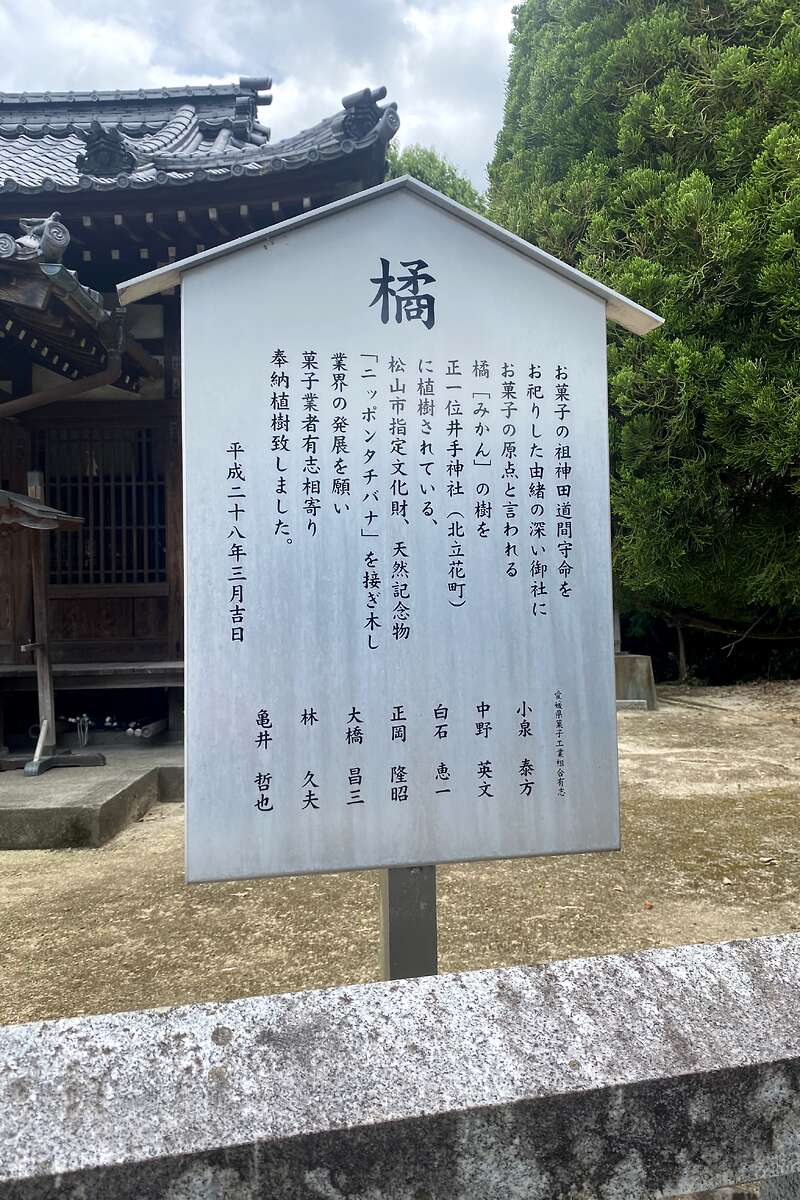 橘
お菓子の祖神田道間守命を
お祀りした由緒の深い御社に
お菓子の原点と言われる
橘「みかん」の樹を
正一位井手神社（北立花町）
に植樹されている、
松山市指定文化財、天然記念物
「ニッポンタチバナ」を接ぎ木し
業界の発展を願い
菓子業者有志相寄り
奉納植樹致しました。
平成二十八年三月吉日
愛媛県菓子工業組合有志
小泉 泰方
中野 英文
白石 恵一
正岡 隆昭
大橋 昌三
林 久夫
亀井 哲也